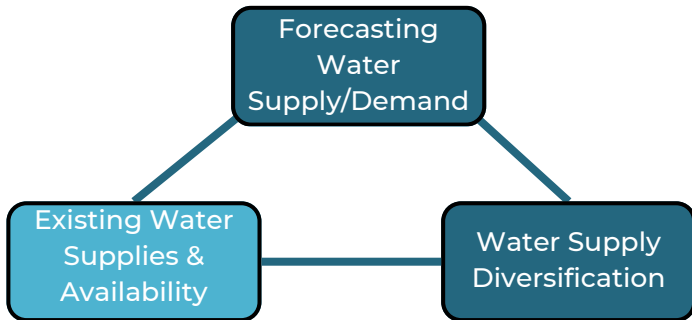 Forecasting
Water
Supply/Demand
Existing Water
Supplies &
Availability
Water Supply
Diversification